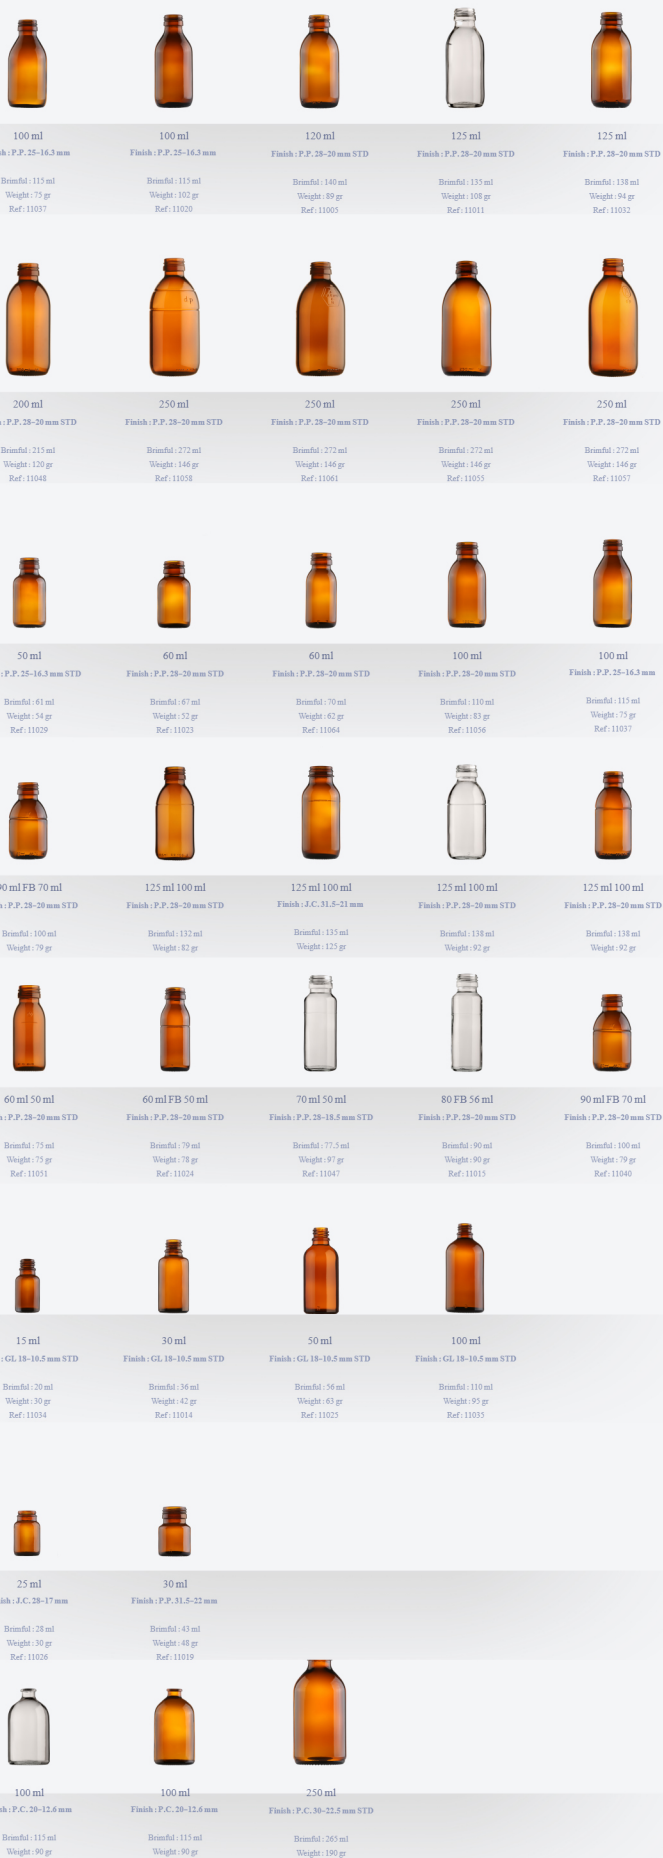 100 ml
100 ml
120 ml
125 ml
125 ml
sh : P.P. 25-16.3 mm
Finish : P.P. 25-16.3 mm
Finish : P.P. 28-20 mm STD
Finish : P.P. 28-20 mm STD
Finish : P.P. 28-20 mm STD
Brimful : 115 ml
Brimful : 115 ml
Brimful : 140 ml
Brimful : 135 ml
Brimful : 138 ml
Weight : 75 gr
Weight : 102 gr
Weight : 89 gr
Weight : 108 gr
Weight : 94 gr
Ref : 11037
Ref : 11020
Ref : 11005
Ref : 11011
Ref : 11032
200 ml
250 ml
250 ml
250 ml
250 ml
: P.P. 28-20 mm STD
Finish : P.P. 28-20 mm STD
Finish : P.P. 28-20 mm STD
Finish : P.P. 28-20 mm STD
Finish : P.P. 28-20 mm STD
Brimful : 215 ml
Brimful : 272 ml
Brimful : 272 ml
Brimful : 272 ml
Brimful : 272 ml
Weight : 120 gr
Weight : 146 gr
Weight : 146 gr
Weight : 146 gr
Weight : 146 gr
Ref : 11048
Ref : 11058
Ref : 11061
Ref : 11055
Ref : 11057
50 ml
60 ml
60 ml
100 ml
100 ml
: P.P. 25-16.3 mm STD
Finish : P.P. 28-20 mm STD
Finish : P.P. 28-20 mm STD
Finish : P.P. 28-20 mm STD
Finish : P.P. 25-16.3 mm
Brimful : 61 ml
Brimful : 67 ml
Brimful : 70 ml
Brimful : 110 ml
Brimful : 115 ml
Weight : 54 gr
Weight : 52 gr
Weight : 62 gr
Weight : 83 gr
Weight : 75 gr
Ref : 11029
Ref : 11023
Ref : 11064
Ref : 11056
Ref : 11037
90 ml FB 70 ml
125 ml 100 ml
125 ml 100 ml
125 ml 100 ml
125 ml 100 ml
: P.P. 28-20 mm STD
Finish : P.P. 28-20 mm STD
Finish : J.C. 31.5-21 mm
Finish : P.P. 28-20 mm STD
Finish : P.P. 28-20 mm STD
Brimful : 100 ml
Brimful : 132 ml
Brimful : 135 ml
Brimful : 138 ml
Brimful : 138 ml
Weight : 79 gr
Weight : 82 gr
Weight : 125 gr
Weight : 92 gr
Weight : 92 gr
60 ml 50 ml
60 ml FB 50 ml
70 ml 50 ml
80 FB 56 ml
90 ml FB 70 ml
: P.P. 28-20 mm STD
Finish : P.P. 28-20 mm STD
Finish : P.P. 28-18.5 mm STD
Finish : P.P. 28-20 mm STD
Finish : P.P. 28-20 mm STD
Brimful : 75 ml
Brimful : 79 ml
Brimful : 77.5 ml
Brimful : 90 ml
Brimful : 100 ml
Weight : 75 gr
Weight : 78 gr
Weight : 97 gr
Weight : 90 gr
Weight : 79 gr
Ref : 11051
Ref : 11024
Ref : 11047
Ref : 11015
Ref : 11040
15 ml
30 ml
50 ml
100 ml
: GL 18-10.5 mm STD
Finish : GL 18-10.5 mm STD
Finish : GL 18-10.5 mm STD
Finish : GL 18-10.5 mm STD
Brimful : 20 ml
Brimful : 36 ml
Brimful : 56 ml
Brimful : 110 ml
Weight : 30 gr
Weight : 42 gr
Weight : 63 gr
Weight : 95 gr
Ref : 11034
Ref : 11014
Ref : 11025
Ref : 11035
25 ml
30 ml
ish : J.C. 28-17 mm
Finish : P.P. 31.5-22 mm
Brimful : 28 ml
Brimful : 43 ml
Weight : 30 gr
Weight : 48 gr
Ref : 11026
Ref : 11019
100 ml
100 ml
250 ml
sh : P.C. 20-12.6 mm
Finish : P.C. 20-12.6 mm
Finish : P.C. 30-22.5 mm STD
Brimful : 115 ml
Brimful : 115 ml
Brimful : 265 ml
Weight : 90 gr
Weight : 90 gr
Weight : 190 gr